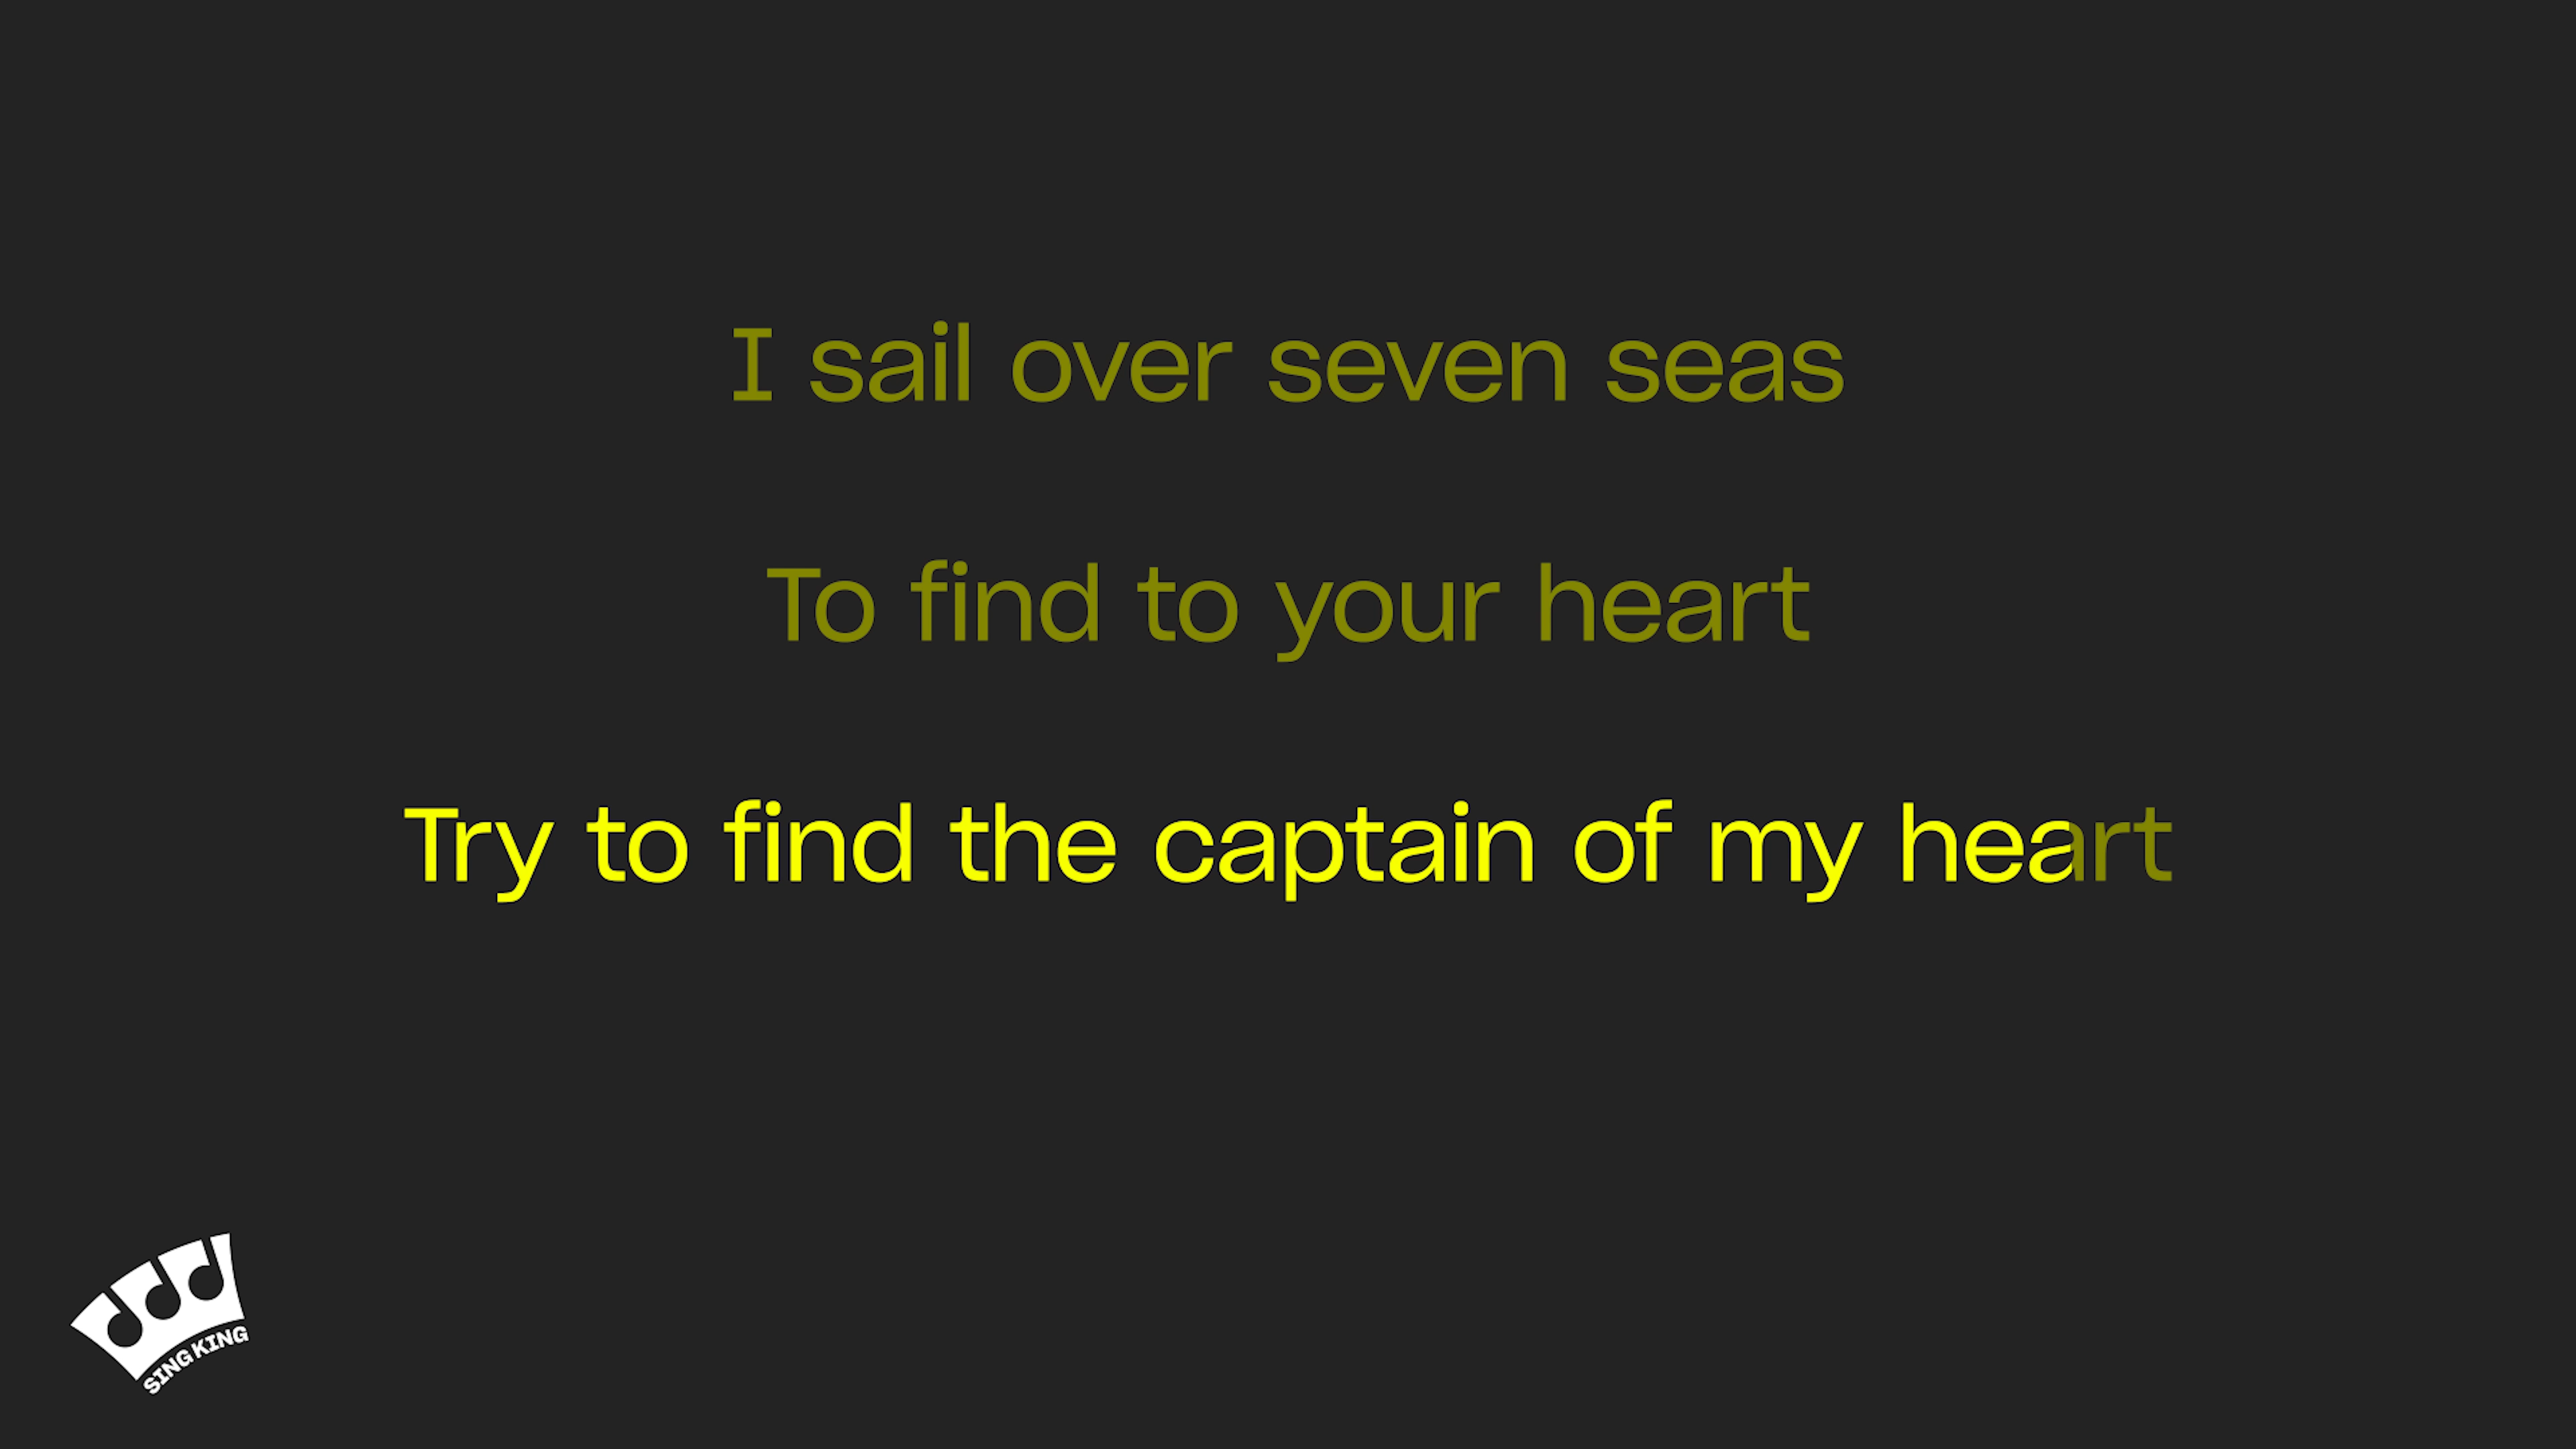 I sail over seven seas
To find to your heart
Try to find the captain of my heart
SING KING